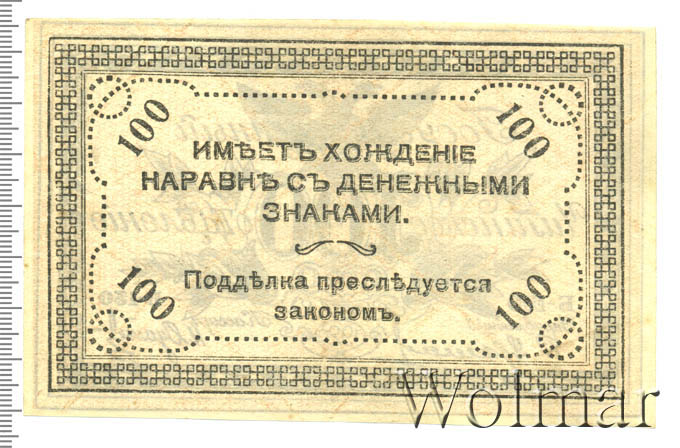 100 100
ИМѢЕТЪ ХОЖДЕНІЕ
НАРАВНѢ СЪ ДЕНЕЖНЫМИ
ЗНАКАМИ.
Поддѣлка преслѣдуется
закономъ.
100 100
Wolmar